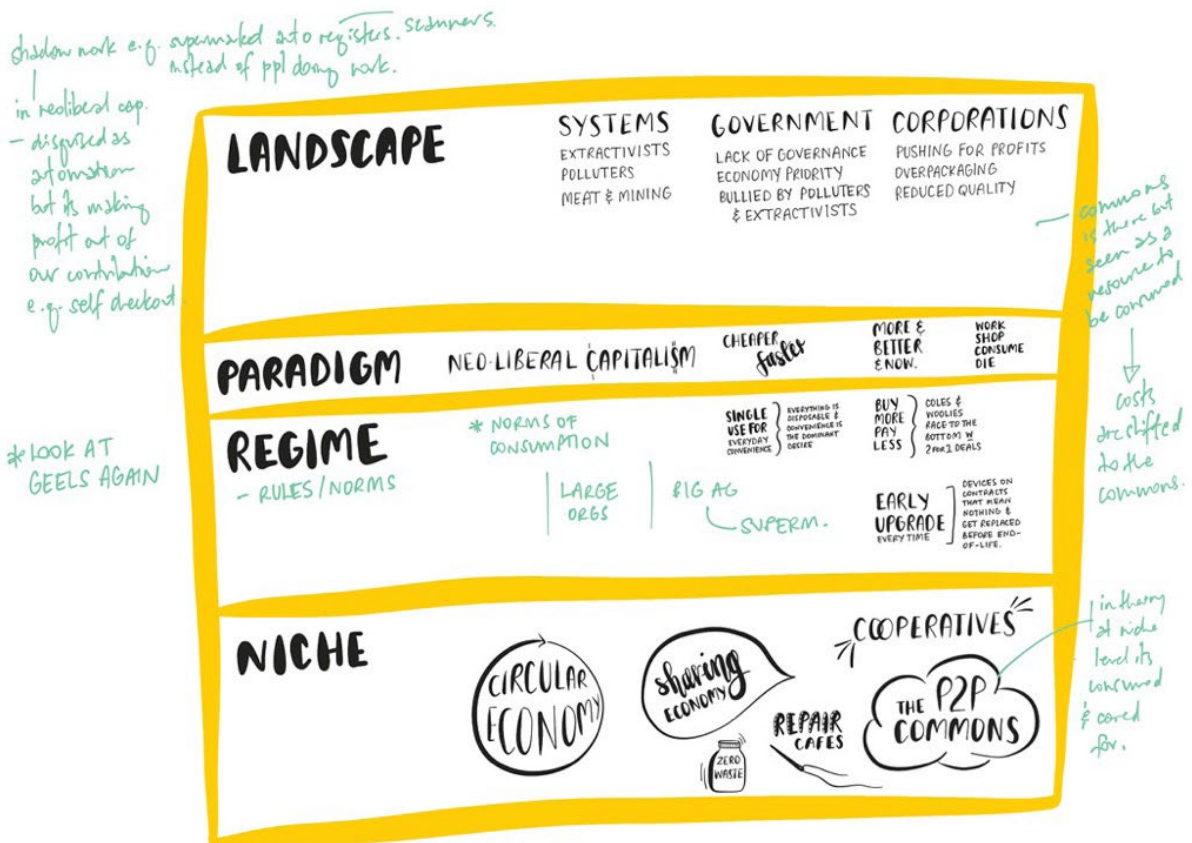 shadow work e.g. supermarket auto registers. scanners.
instead of ppl doing work.
in neoliberal cap.
- disguised as
automation
but its making
profit out of
our contribution
e.g. self checkout
LANDSCAPE
SYSTEMS
EXTRACTIVISTS
POLLUTERS
MEAT & MINING
GOVERNMENT
LACK OF GOVERNANCE
ECONOMY PRIORITY
BULLIED BY POLLUTERS
& EXTRACTIVISTS
CORPORATIONS
PUSHING FOR PROFITS
OVERPACKAGING
REDUCED QUALITY
- commons
is there but
seen as a
resource to
be consumed
costs
are shifted
to the
commons.
PARADIGM
NEO-LIBERAL CAPITALISM
CHEAPER
faster
MORE &
BETTER
& NOW.
WORK
SHOP
CONSUME
DIE
* LOOK AT
GEELS AGAIN
REGIME
- RULES/NORMS
* NORMS OF
CONSUMPTION
LARGE
ORGS
BIG AG
SUPERM.
SINGLE
USE FOR
EVERYDAY
CONVENIENCE
EVERYTHING IS
DISPOSABLE &
CONVENIENCE IS
THE DOMINANT
DESIRE
BUY
MORE
PAY
LESS
COLES &
WOOLIES
RACE TO THE
BOTTOM W
2 FOR 1 DEALS
EARLY
UPGRADE
EVERY TIME
DEVICES ON
CONTRACTS
THAT MEAN
NOTHING &
GET REPLACED
BEFORE END-
OF-LIFE.
NICHE
CIRCULAR
ECONOMY
sharing
ECONOMY
ZERO
WASTE
REPAIR
CAFES
COOPERATIVES
THE P2P
COMMONS
in theory
at niche
level its
consumed
& cared
for.